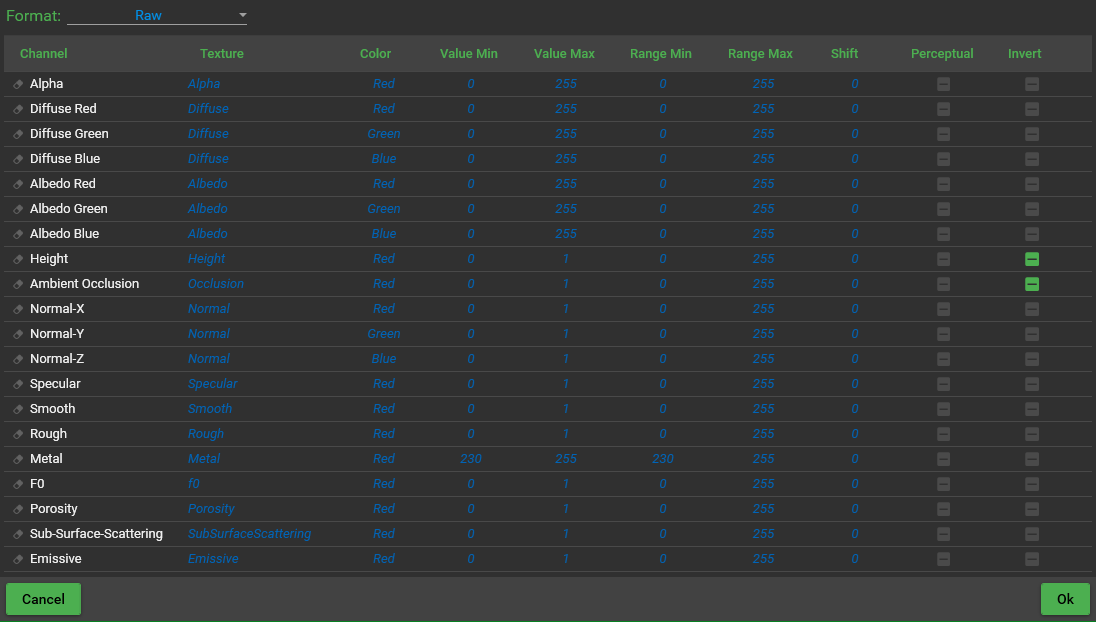 Format: Raw
Channel Texture Color Value Min Value Max Range Min Range Max Shift Perceptual Invert
Alpha Alpha Red 0 255 0 255 0
Diffuse Red Diffuse Red 0 255 0 255 0
Diffuse Green Diffuse Green 0 255 0 255 0
Diffuse Blue Diffuse Blue 0 255 0 255 0
Albedo Red Albedo Red 0 255 0 255 0
Albedo Green Albedo Green 0 255 0 255 0
Albedo Blue Albedo Blue 0 255 0 255 0
Height Height Red 0 1 0 255 0
Ambient Occlusion Occlusion Red 0 1 0 255 0
Normal-X Normal Red 0 1 0 255 0
Normal-Y Normal Green 0 1 0 255 0
Normal-Z Normal Blue 0 1 0 255 0
Specular Specular Red 0 1 0 255 0
Smooth Smooth Red 0 1 0 255 0
Rough Rough Red 0 1 0 255 0
Metal Metal Red 230 255 230 255 0
F0 f0 Red 0 1 0 255 0
Porosity Porosity Red 0 1 0 255 0
Sub-Surface-Scattering SubSurfaceScattering Red 0 1 0 255 0
Emissive Emissive Red 0 1 0 255 0
Cancel Ok